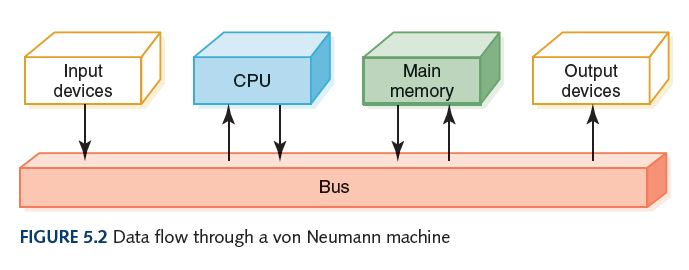 Input
devices
CPU
Main
memory
Output
devices
Bus
FIGURE 5.2 Data flow through a von Neumann machine